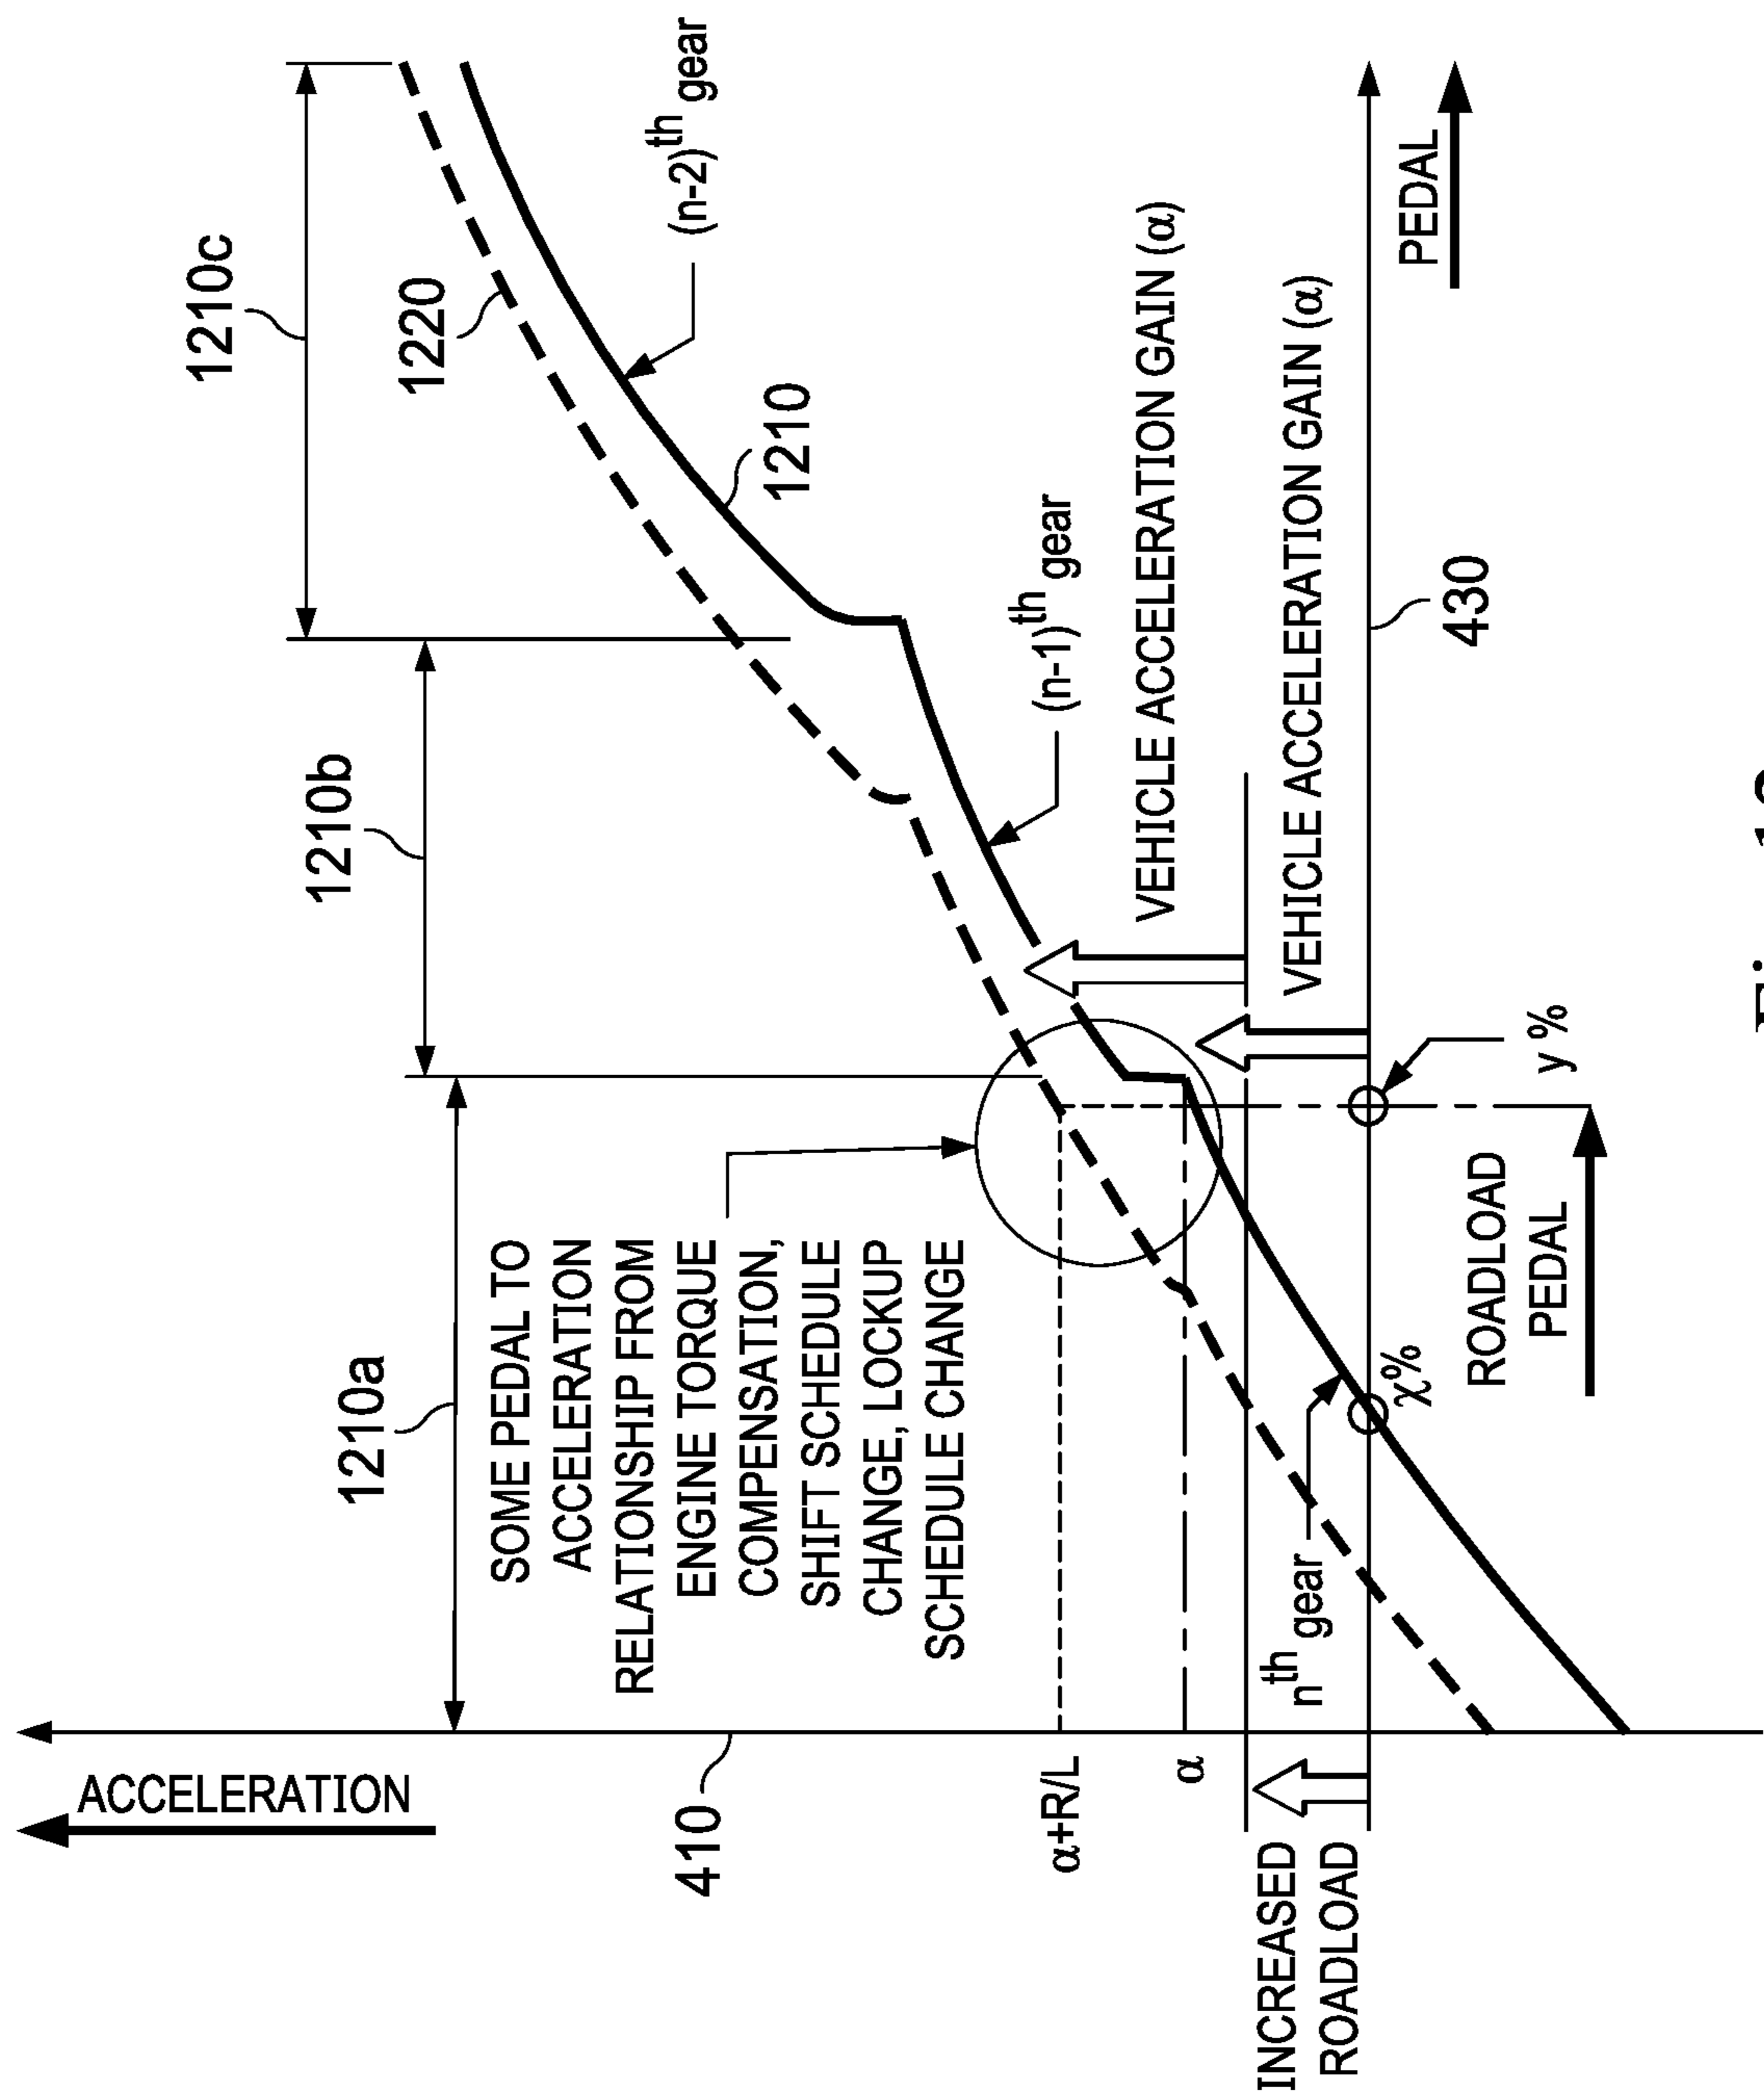 ACCELERATION
410
1210a
1210b
1210c
1220
SOME PEDAL TO
ACCELERATION
RELATIONSHIP FROM
ENGINE TORQUE
COMPENSATION,
SHIFT SCHEDULE
CHANGE, LOCKUP
SCHEDULE CHANGE
(n-2)th gear
1210
(n-1)th gear
α+R/L
α
VEHICLE ACCELERATION GAIN (α)
VEHICLE ACCELERATION GAIN (α)
INCREASED
ROADLOAD
nth gear
χ%
y %
430
PEDAL
ROADLOAD
PEDAL